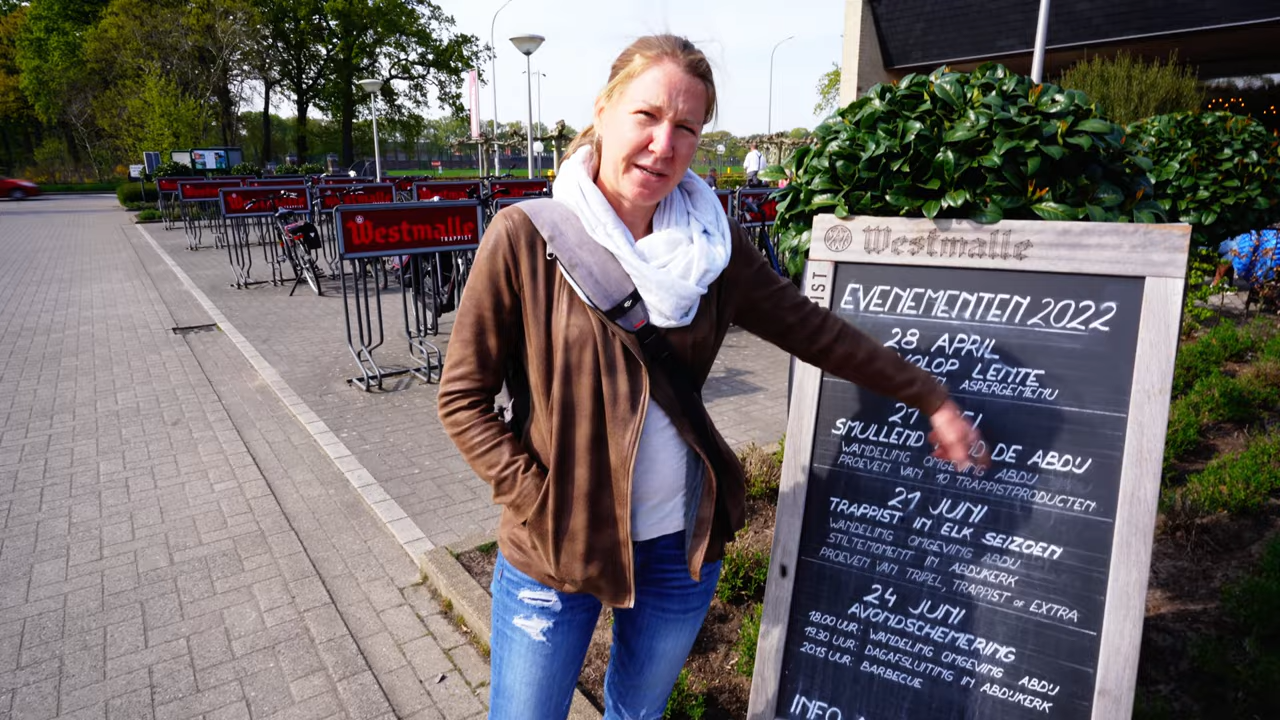 Westmalle
TRAPPIST
Westmalle
IST
EVENEMENTEN 2022
28 APRIL
LENTE
ASPERGEMENU
21
SMULLEND DE ABDIJ
WANDELING OMGEVING ABDIJ
PROEVEN VAN 10 TRAPPISTPRODUCTEN
21 JUNI
TRAPPIST IN ELK SEIZOEN
WANDELING OMGEVING ABDIJ
STILTEMOMENT IN ABDIJKERK
PROEVEN VAN TRIPEL, TRAPPIST OF EXTRA
24 JUNI
AVONDSCHEMERING
18.00 UUR: WANDELING OMGEVING ABDIJ
19.30 UUR: DAGAFSLUITING IN ABDIJKERK
20.15 UUR: BARBECUE
INFO